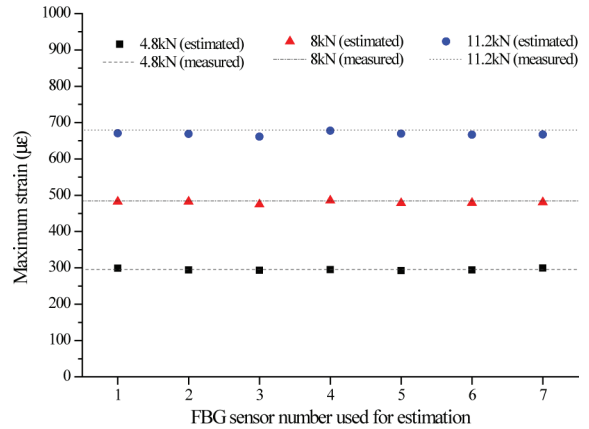 1000
900
800
700
600
500
400
300
200
100
0
Maximum strain (με)
4.8kN (estimated)
4.8kN (measured)
8kN (estimated)
8kN (measured)
11.2kN (estimated)
11.2kN (measured)
1 2 3 4 5 6 7
FBG sensor number used for estimation